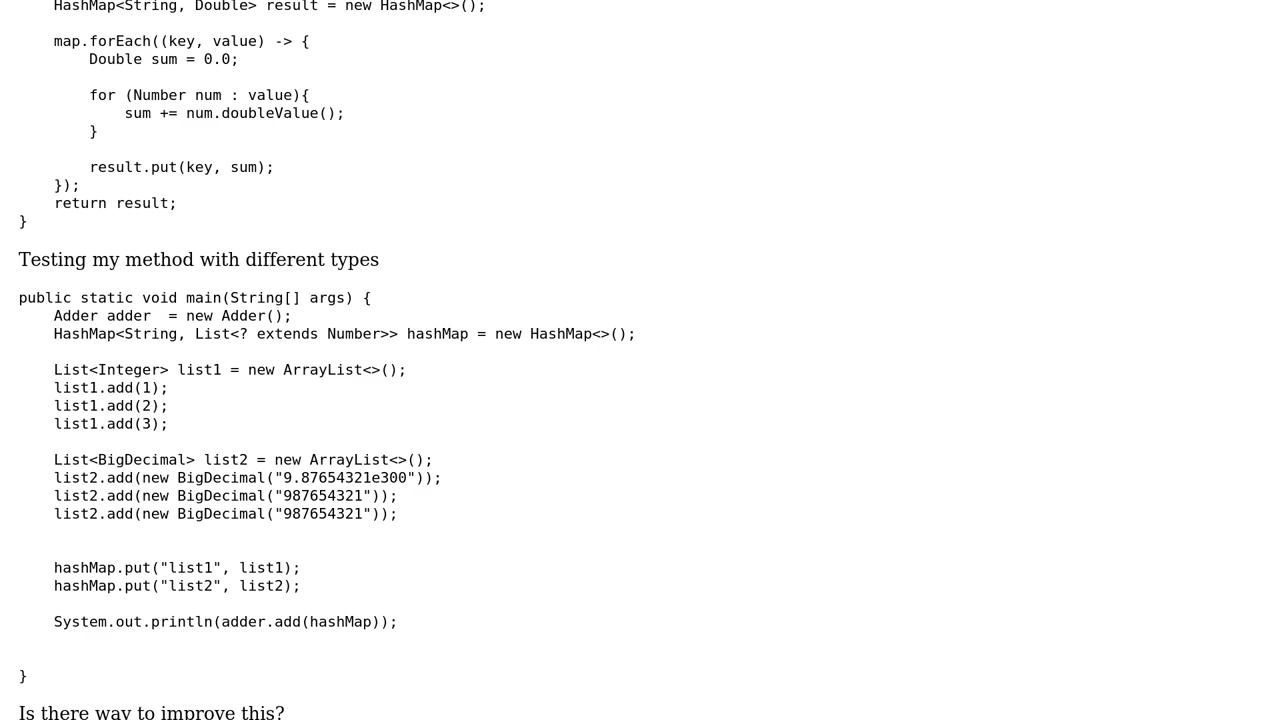 HashMap<String, Double> result = new HashMap<>();
map.forEach((key, value) -> {
Double sum = 0.0;
for (Number num : value){
sum += num.doubleValue();
}
result.put(key, sum);
});
return result;
}
Testing my method with different types
public static void main(String[] args) {
Adder adder  = new Adder();
HashMap<String, List<? extends Number>> hashMap = new HashMap<>();
List<Integer> list1 = new ArrayList<>();
list1.add(1);
list1.add(2);
list1.add(3);
List<BigDecimal> list2 = new ArrayList<>();
list2.add(new BigDecimal("9.87654321e300"));
list2.add(new BigDecimal("987654321"));
list2.add(new BigDecimal("987654321"));
hashMap.put("list1", list1);
hashMap.put("list2", list2);
System.out.println(adder.add(hashMap));
}
Is there way to improve this?